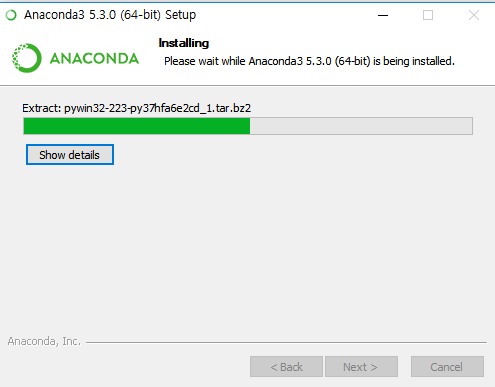 Anaconda3 5.3.0 (64-bit) Setup
Installing
Please wait while Anaconda3 5.3.0 (64-bit) is being installed.
ANACONDA
Extract: pywin32-223-py37hfa6e2cd_1.tar.bz2
Show details
Anaconda, Inc.
< Back Next > Cancel